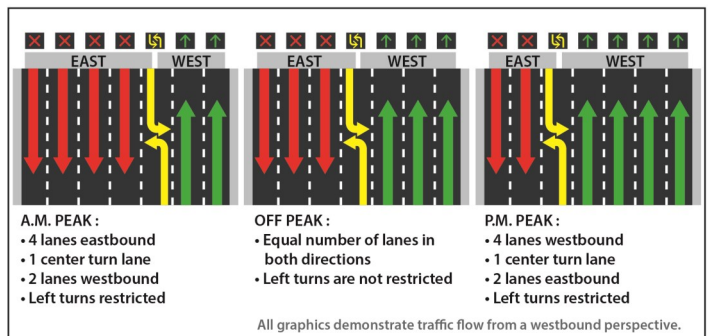 EAST WEST
A.M. PEAK :
• 4 lanes eastbound
• 1 center turn lane
• 2 lanes westbound
• Left turns restricted
EAST WEST
OFF PEAK :
• Equal number of lanes in
both directions
• Left turns are not restricted
EAST WEST
P.M. PEAK :
• 4 lanes westbound
• 1 center turn lane
• 2 lanes eastbound
• Left turns restricted
All graphics demonstrate traffic flow from a westbound perspective.